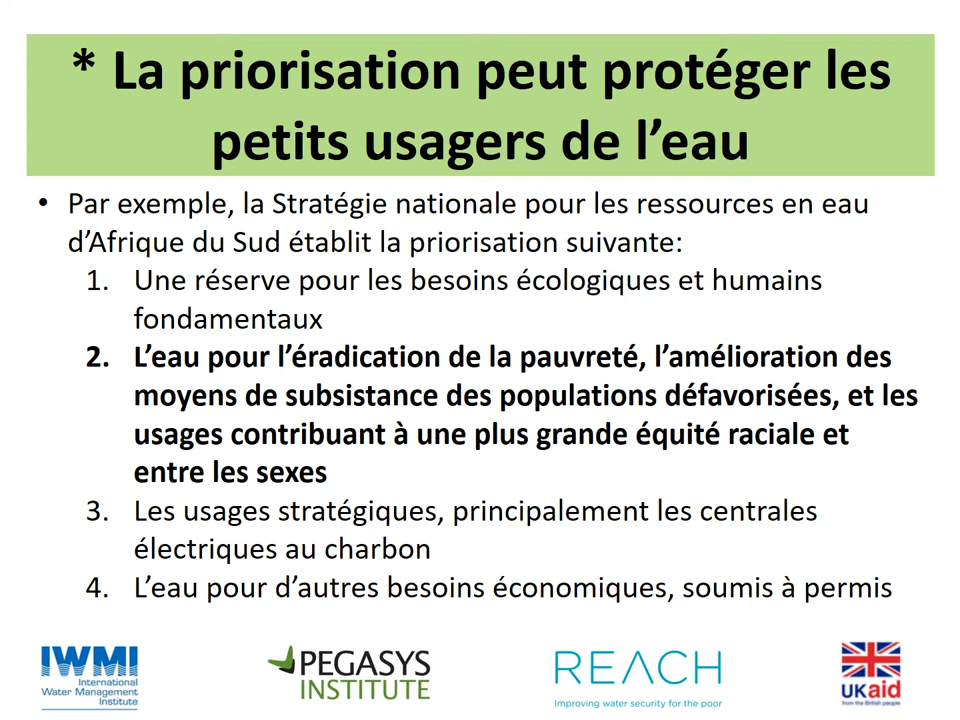 * La priorisation peut protéger les
petits usagers de l’eau
• Par exemple, la Stratégie nationale pour les ressources en eau
d’Afrique du Sud établit la priorisation suivante:
1. Une réserve pour les besoins écologiques et humains
fondamentaux
2. L’eau pour l’éradication de la pauvreté, l’amélioration des
moyens de subsistance des populations défavorisées, et les
usages contribuant à une plus grande équité raciale et
entre les sexes
3. Les usages stratégiques, principalement les centrales
électriques au charbon
4. L’eau pour d’autres besoins économiques, soumis à permis
IWMI
International
Water Management
Institute
PEGASYS
INSTITUTE
REACH
Improving water security for the poor
UKaid
from the British people